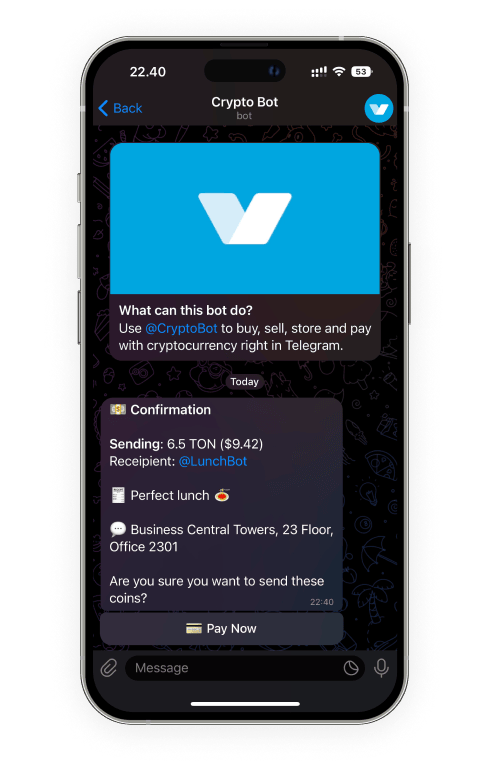 22.40
53
Back
Crypto Bot
bot
What can this bot do?
Use @CryptoBot to buy, sell, store and pay
with cryptocurrency right in Telegram.
Today
Confirmation
Sending: 6.5 TON ($9.42)
Receipient: @LunchBot
Perfect lunch
Business Central Towers, 23 Floor,
Office 2301
Are you sure you want to send these
coins?
22:40
Pay Now
Message